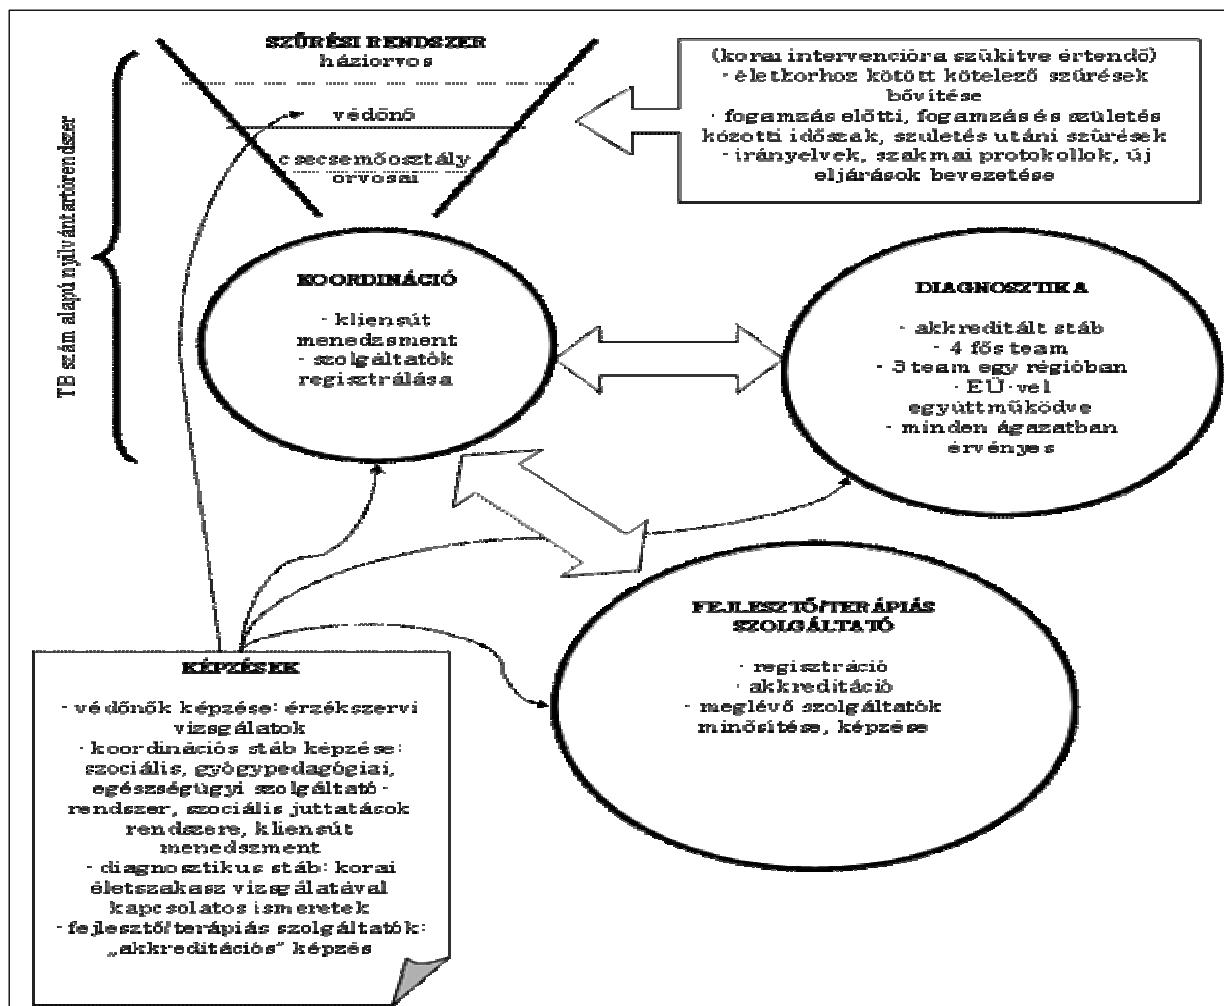 SZŰRÉSI RENDSZER
háziorvos
védőnő
csecsemőosztály
orvosai
(korai intervencióra szűkitve értendő)
- életkorhoz kötött kötelező szűrések
bővítése
- fogamzás előtti, fogamzás és születés
közötti időszak, születés utáni szűrések
- irányelvek, szakmai protokollok, új
eljárások bevezetése
TB szám alapú nyilvántartórendszer
KOORDINÁCIÓ
- kliensút
menedzsment
- szolgáltatók
regisztrálása
DIAGNOSZTIKA
- akkreditált stáb
- 4 fős team
- 3 team egy régióban
- EÜ-vel
együttműködve
- minden ágazatban
érvényes
FEJLESZTŐ/TERÁPIÁS
SZOLGÁLTATÓ
- regisztráció
- akkreditáció
- meglévő szolgáltatók
minősítése, képzése
KÉPZÉSEK
- védőnők képzése: érzékszervi
vizsgálatok
- koordinációs stáb képzése:
szociális, gyógypedagógiai,
egészségügyi szolgáltató-
rendszer, szociális juttatások
rendszere, kliensút
menedszment
- diagnosztikus stáb: korai
életszakasz vizsgálatával
kapcsolatos ismeretek
- fejlesztő/terápiás szolgáltatók:
„akkreditációs” képzés